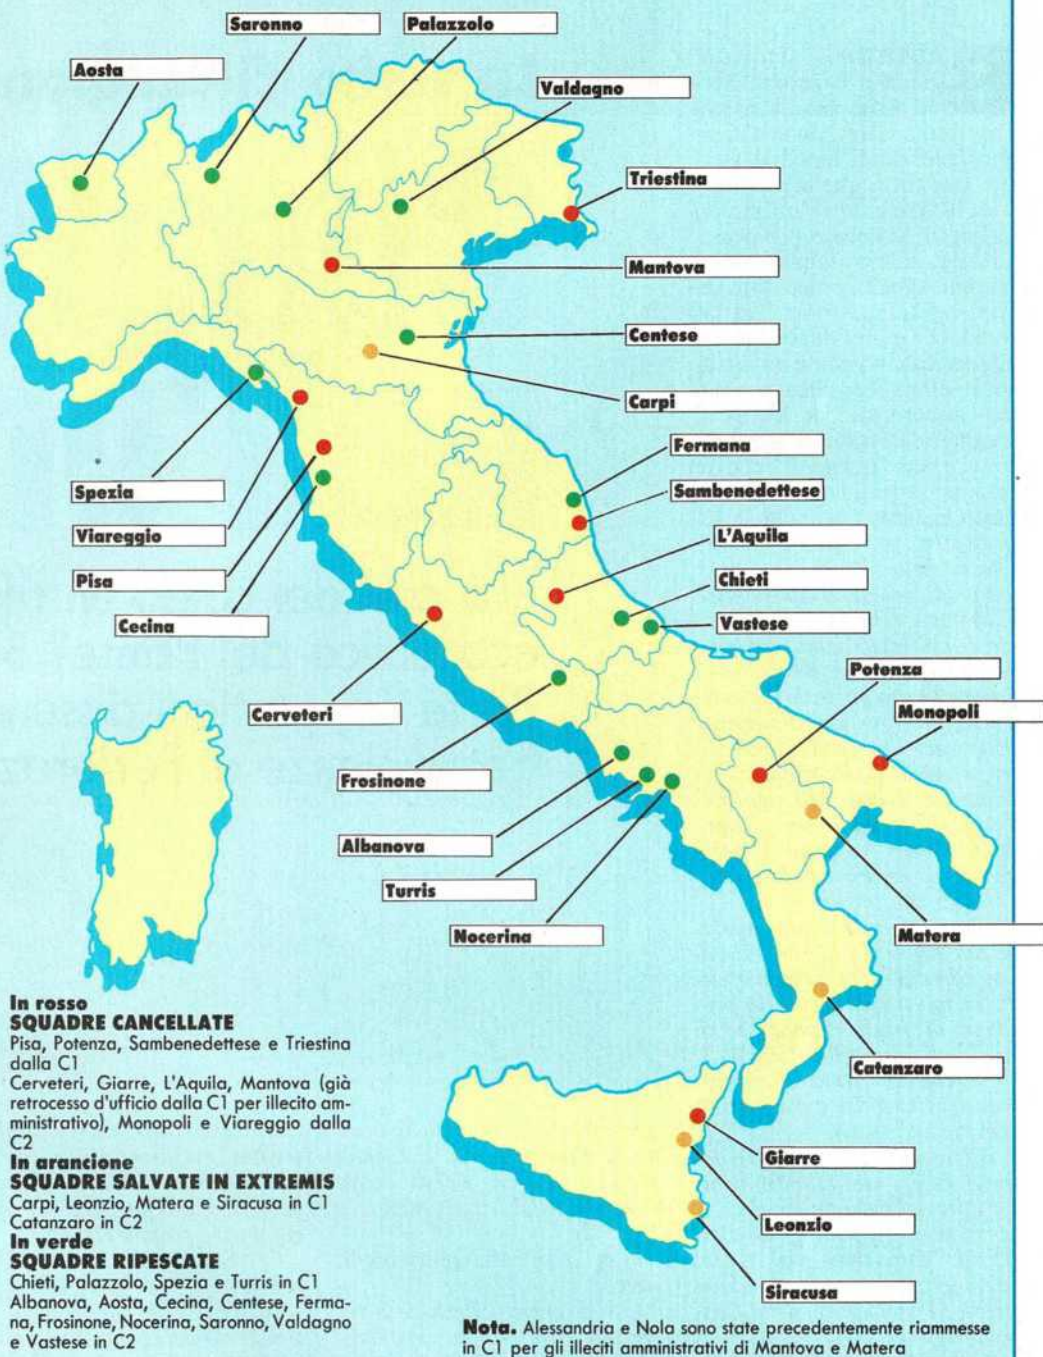 Saronno
Palazzolo
Aosta
Valdagno
Triestina
Mantova
Centese
Carpi
Fermana
Spezia
Sambenedettese
Viareggio
L'Aquila
Pisa
Chieti
Cecina
Vastese
Potenza
Cerveteri
Monopoli
Frosinone
Albanova
Turris
Nocerina
Matera
Catanzaro
Giarre
Leonzio
Siracusa
In rosso
SQUADRE CANCELLATE
Pisa, Potenza, Sambenedettese e Triestina
dalla C1
Cerveteri, Giarre, L'Aquila, Mantova (già
retrocesso d'ufficio dalla C1 per illecito am-
ministrativo), Monopoli e Viareggio dalla
C2
In arancione
SQUADRE SALVATE IN EXTREMIS
Carpi, Leonzio, Matera e Siracusa in C1
Catanzaro in C2
In verde
SQUADRE RIPESCATE
Chieti, Palazzolo, Spezia e Turris in C1
Albanova, Aosta, Cecina, Centese, Ferma-
na, Frosinone, Nocerina, Saronno, Valdagno
e Vastese in C2
Nota. Alessandria e Nola sono state precedentemente riammesse
in C1 per gli illeciti amministrativi di Mantova e Matera